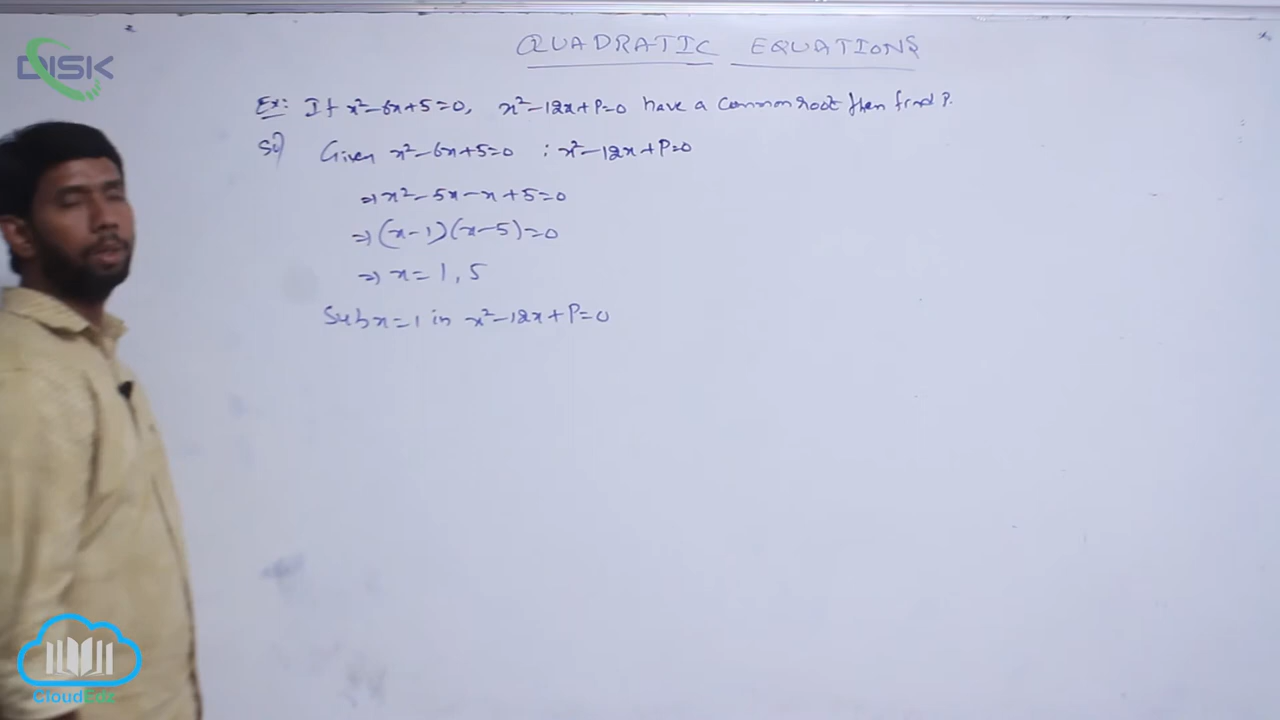 DISK
QUADRATIC EQUATIONS
Ex: If x²-6x+5=0, x²-12x+P=0 have a common root then find P.
Sol Given x²-6x+5=0 : x²-12x+P=0
⇒ x²-5x-x+5=0
⇒ (x-1)(x-5)=0
⇒ x=1,5
Sub x=1 in x²-12x+P=0
CloudEdz